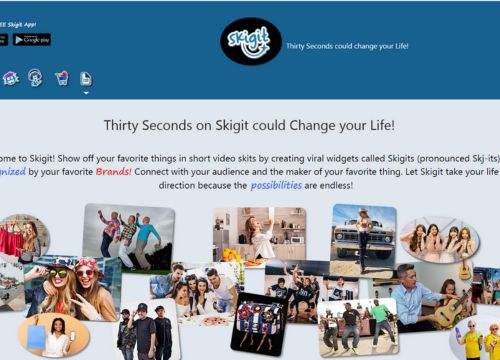 EE Skigit App!
Google play
skigit
Thirty Seconds could change your Life!
Thirty Seconds on Skigit could Change your Life!
ome to Skigit! Show off your favorite things in short video skits by creating viral widgets called Skigits (pronounced Skj-its)
gnized by your favorite Brands! Connect with your audience and the maker of your favorite thing. Let Skigit take your life
direction because the possibilities are endless!